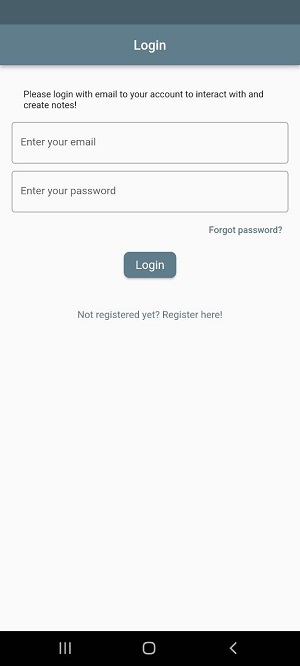 Login
Please login with email to your account to interact with and
create notes!
Enter your email
Enter your password
Forgot password?
Login
Not registered yet? Register here!